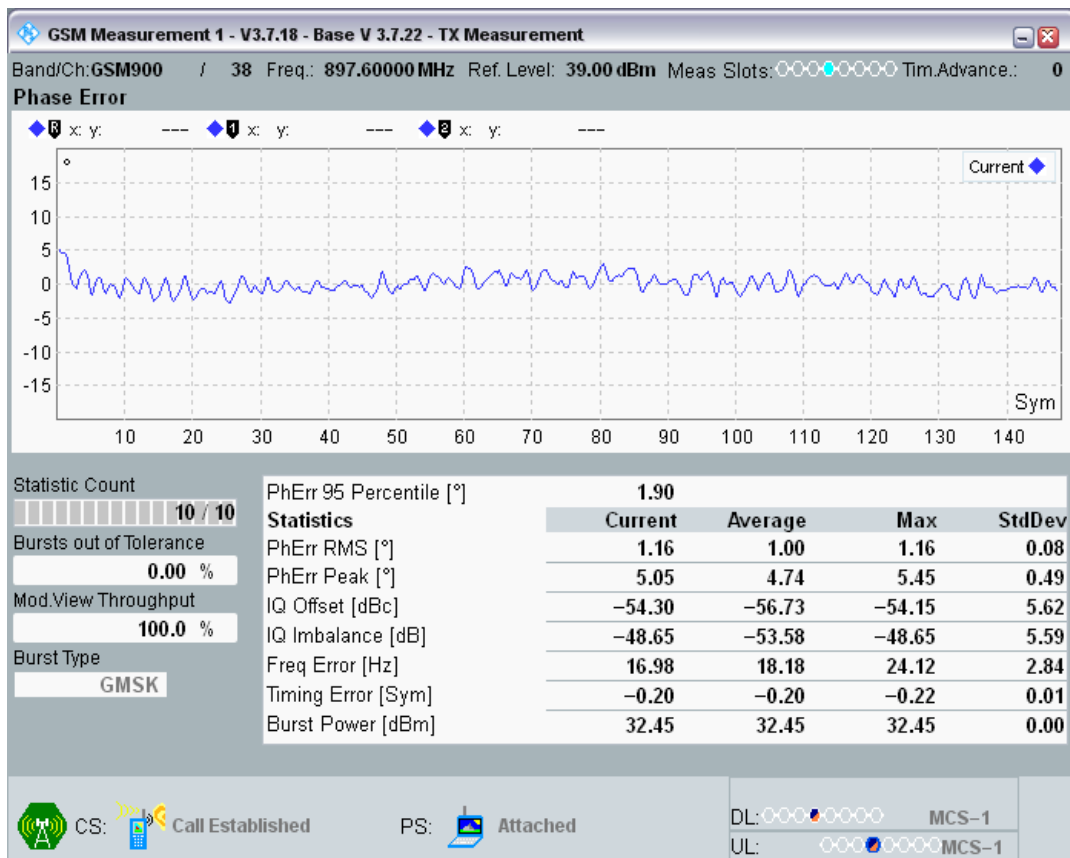 GSM Measurement 1 - V3.7.18 - Base V 3.7.22 - TX Measurement
Band/Ch:GSM900 / 38 Freq.: 897.60000 MHz Ref. Level: 39.00 dBm Meas Slots: Tim.Advance.: 0
Phase Error
R x: y: --- 1 x: y: --- 2 x: y: ---
°
Current
15
10
5
0
-5
-10
-15
Sym
10 20 30 40 50 60 70 80 90 100 110 120 130 140
Statistic Count
10 / 10
Bursts out of Tolerance
0.00 %
Mod.View Throughput
100.0 %
Burst Type
GMSK
PhErr 95 Percentile [°] 1.90
Statistics Current Average Max StdDev
PhErr RMS [°] 1.16 1.00 1.16 0.08
PhErr Peak [°] 5.05 4.74 5.45 0.49
IQ Offset [dBc] −54.30 −56.73 −54.15 5.62
IQ Imbalance [dB] −48.65 −53.58 −48.65 5.59
Freq Error [Hz] 16.98 18.18 24.12 2.84
Timing Error [Sym] −0.20 −0.20 −0.22 0.01
Burst Power [dBm] 32.45 32.45 32.45 0.00
CS: Call Established PS: Attached
DL: MCS−1
UL: MCS−1